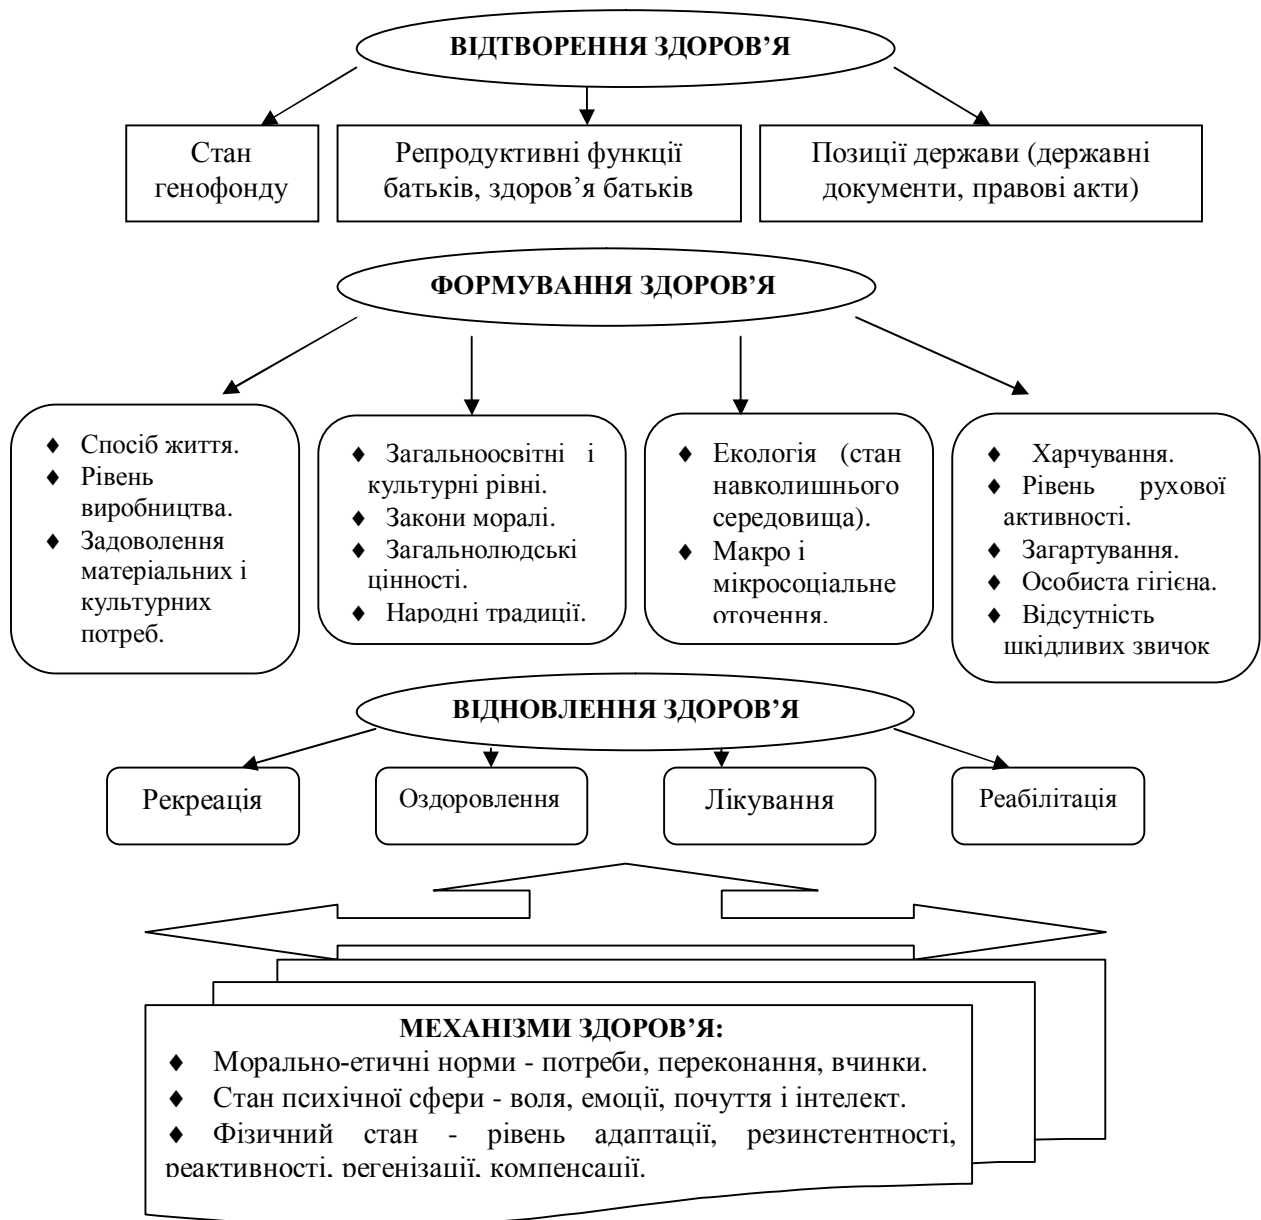 ВІДТВОРЕННЯ ЗДОРОВ’Я
Стан
генофонду
Репродуктивні функції
батьків, здоров’я батьків
Позиції держави (державні
документи, правові акти)
ФОРМУВАННЯ ЗДОРОВ’Я
♦ Спосіб життя.
♦ Рівень
виробництва.
♦ Задоволення
матеріальних і
культурних
потреб.
♦ Загальноосвітні і
культурні рівні.
♦ Закони моралі.
♦ Загальнолюдські
цінності.
♦ Народні традиції.
♦ Екологія (стан
навколишнього
середовища).
♦ Макро і
мікросоціальне
оточення.
♦ Харчування.
♦ Рівень рухової
активності.
♦ Загартування.
♦ Особиста гігієна.
♦ Відсутність
шкідливих звичок
ВІДНОВЛЕННЯ ЗДОРОВ’Я
Рекреація
Оздоровлення
Лікування
Реабілітація
МЕХАНІЗМИ ЗДОРОВ’Я:
♦ Морально-етичні норми - потреби, переконання, вчинки.
♦ Стан психічної сфери - воля, емоції, почуття і інтелект.
♦ Фізичний стан - рівень адаптації, резинстентності,
реактивності, регенізації, компенсації.